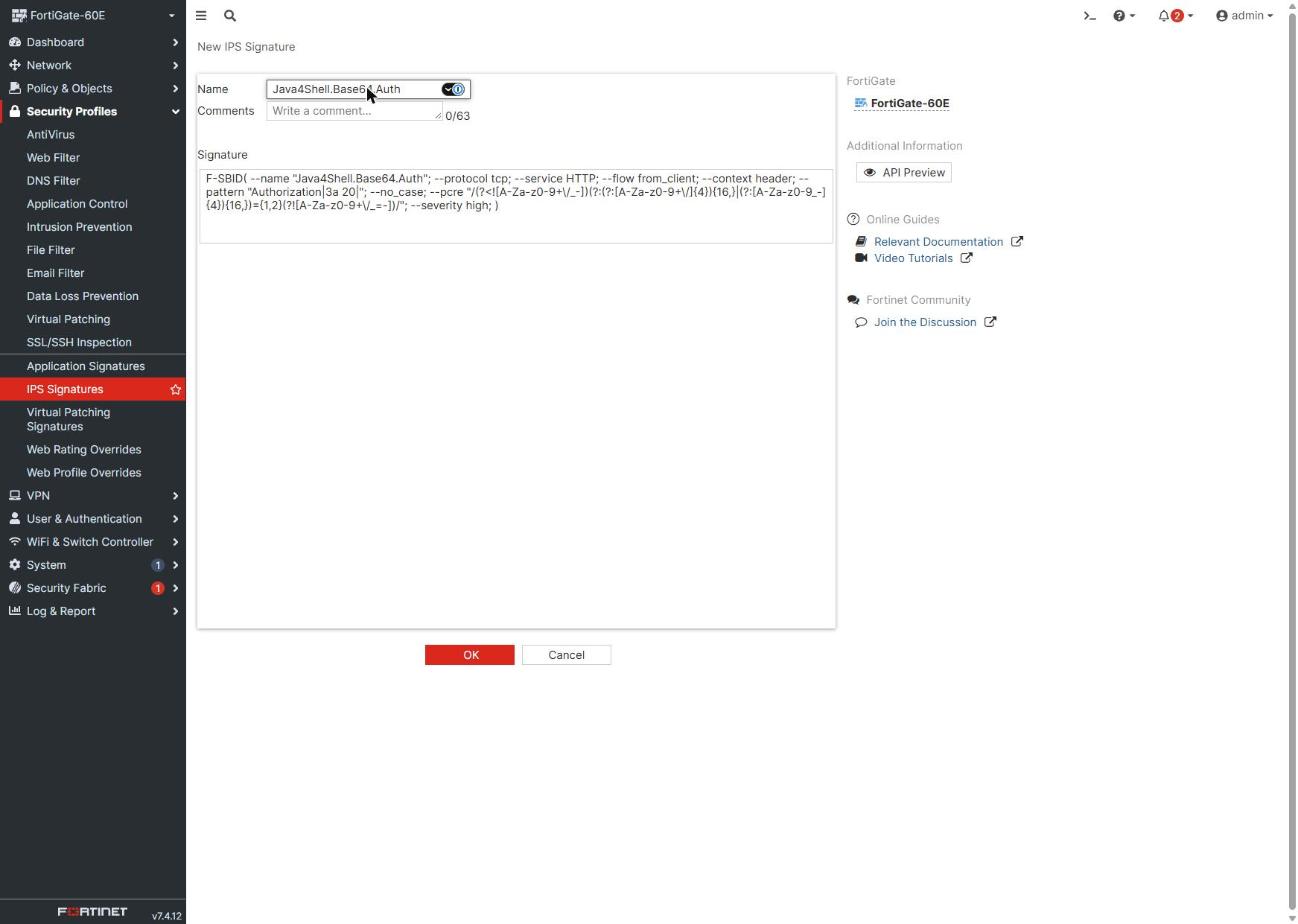 FortiGate-60E
admin
2
New IPS Signature
Dashboard
Network
Policy & Objects
Security Profiles
AntiVirus
Web Filter
DNS Filter
Application Control
Intrusion Prevention
File Filter
Email Filter
Data Loss Prevention
Virtual Patching
SSL/SSH Inspection
Application Signatures
IPS Signatures
Virtual Patching
Signatures
Web Rating Overrides
Web Profile Overrides
VPN
User & Authentication
WiFi & Switch Controller
System 1
Security Fabric 1
Log & Report
FORTINET v7.4.12
Name Java4Shell.Base64.Auth
Comments Write a comment... 0/63
Signature
F-SBID( --name "Java4Shell.Base64.Auth"; --protocol tcp; --service HTTP; --flow from_client; --context header; --
pattern "Authorization|3a 20|"; --no_case; --pcre "/(?<![A-Za-z0-9+\/_-])(?:(?:[A-Za-z0-9+\/]{4}){16,}|(?:[A-Za-z0-9_-]
{4}){16,})={1,2}(?![A-Za-z0-9+\/_=-])/"; --severity high; )
OK Cancel
FortiGate
FortiGate-60E
Additional Information
API Preview
Online Guides
Relevant Documentation
Video Tutorials
Fortinet Community
Join the Discussion